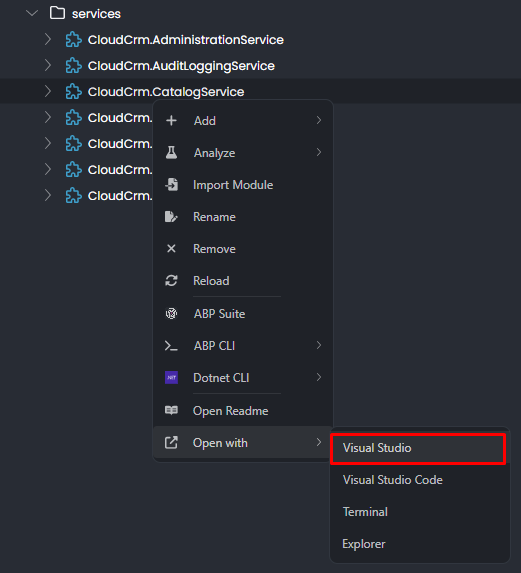 services
CloudCrm.AdministrationService
CloudCrm.AuditLoggingService
CloudCrm.CatalogService
CloudCrm.
CloudCrm.
CloudCrm.
CloudCrm.
Add
Analyze
Import Module
Rename
Remove
Reload
ABP Suite
ABP CLI
.NET Dotnet CLI
Open Readme
Open with
Visual Studio
Visual Studio Code
Terminal
Explorer